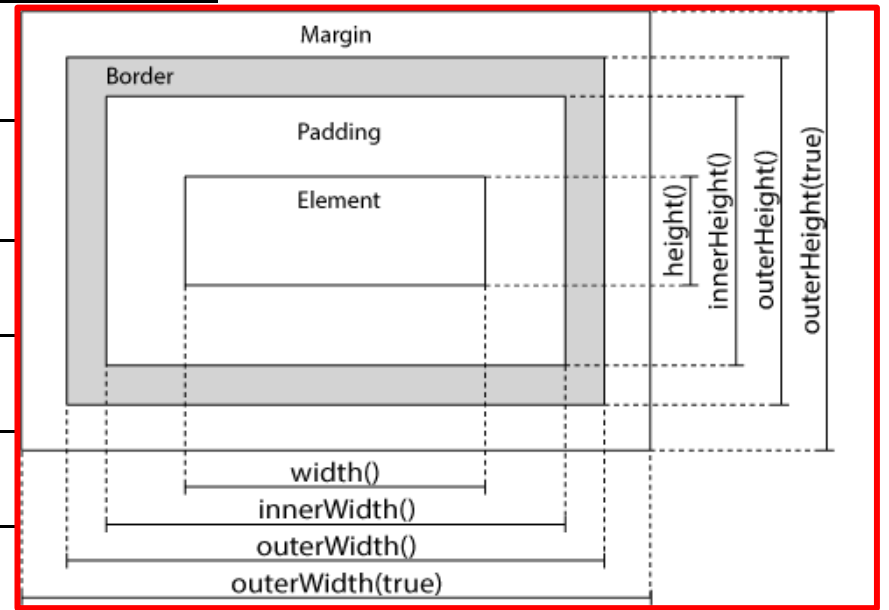 Margin
Border
Padding
Element
height()
innerHeight()
outerHeight()
outerHeight(true)
width()
innerWidth()
outerWidth()
outerWidth(true)